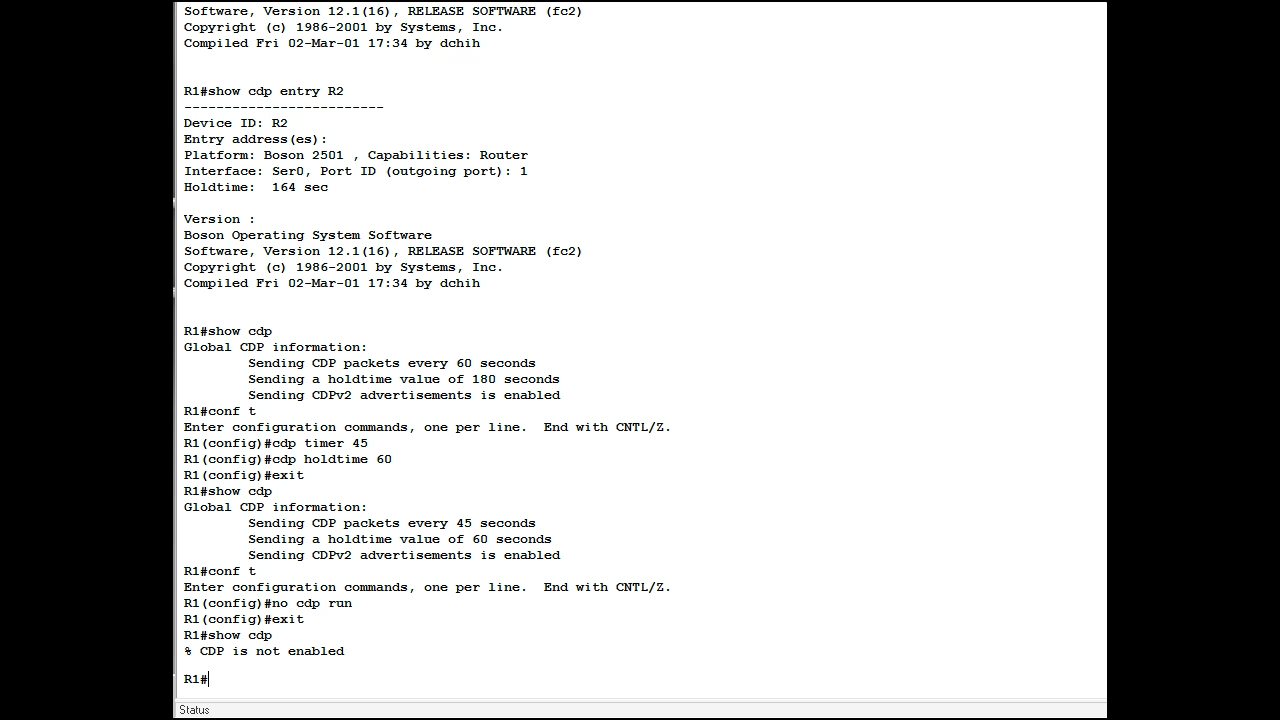 Software, Version 12.1(16), RELEASE SOFTWARE (fc2)
Copyright (c) 1986-2001 by Systems, Inc.
Compiled Fri 02-Mar-01 17:34 by dchih
R1#show cdp entry R2
-------------------------
Device ID: R2
Entry address(es):
Platform: Boson 2501 , Capabilities: Router
Interface: Ser0, Port ID (outgoing port): 1
Holdtime:  164 sec
Version :
Boson Operating System Software
Software, Version 12.1(16), RELEASE SOFTWARE (fc2)
Copyright (c) 1986-2001 by Systems, Inc.
Compiled Fri 02-Mar-01 17:34 by dchih
R1#show cdp
Global CDP information:
        Sending CDP packets every 60 seconds
        Sending a holdtime value of 180 seconds
        Sending CDPv2 advertisements is enabled
R1#conf t
Enter configuration commands, one per line.  End with CNTL/Z.
R1(config)#cdp timer 45
R1(config)#cdp holdtime 60
R1(config)#exit
R1#show cdp
Global CDP information:
        Sending CDP packets every 45 seconds
        Sending a holdtime value of 60 seconds
        Sending CDPv2 advertisements is enabled
R1#conf t
Enter configuration commands, one per line.  End with CNTL/Z.
R1(config)#no cdp run
R1(config)#exit
R1#show cdp
% CDP is not enabled
R1#
Status